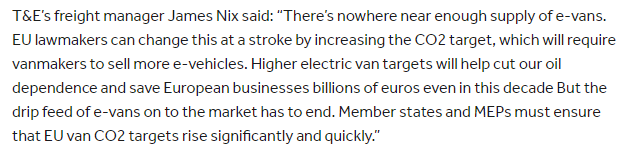 T&E's freight manager James Nix said: “There's nowhere near enough supply of e-vans.
EU lawmakers can change this at a stroke by increasing the CO2 target, which will require
vanmakers to sell more e-vehicles. Higher electric van targets will help cut our oil
dependence and save European businesses billions of euros even in this decade But the
drip feed of e-vans on to the market has to end. Member states and MEPs must ensure
that EU van CO2 targets rise significantly and quickly.”